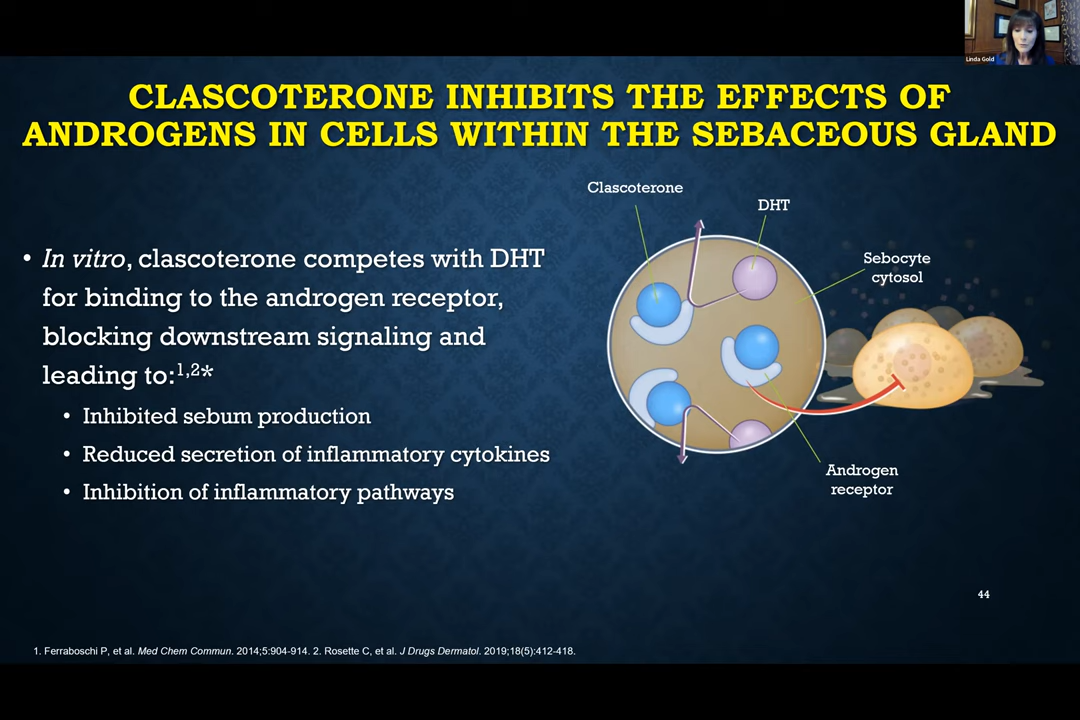 Linda Gold
CLASCOTERONE INHIBITS THE EFFECTS OF
ANDROGENS IN CELLS WITHIN THE SEBACEOUS GLAND
• In vitro, clascoterone competes with DHT
for binding to the androgen receptor,
blocking downstream signaling and
leading to:1,2*
• Inhibited sebum production
• Reduced secretion of inflammatory cytokines
• Inhibition of inflammatory pathways
Clascoterone
DHT
Sebocyte
cytosol
Androgen
receptor
44
1. Ferraboschi P, et al. Med Chem Commun. 2014;5:904-914. 2. Rosette C, et al. J Drugs Dermatol. 2019;18(5):412-418.